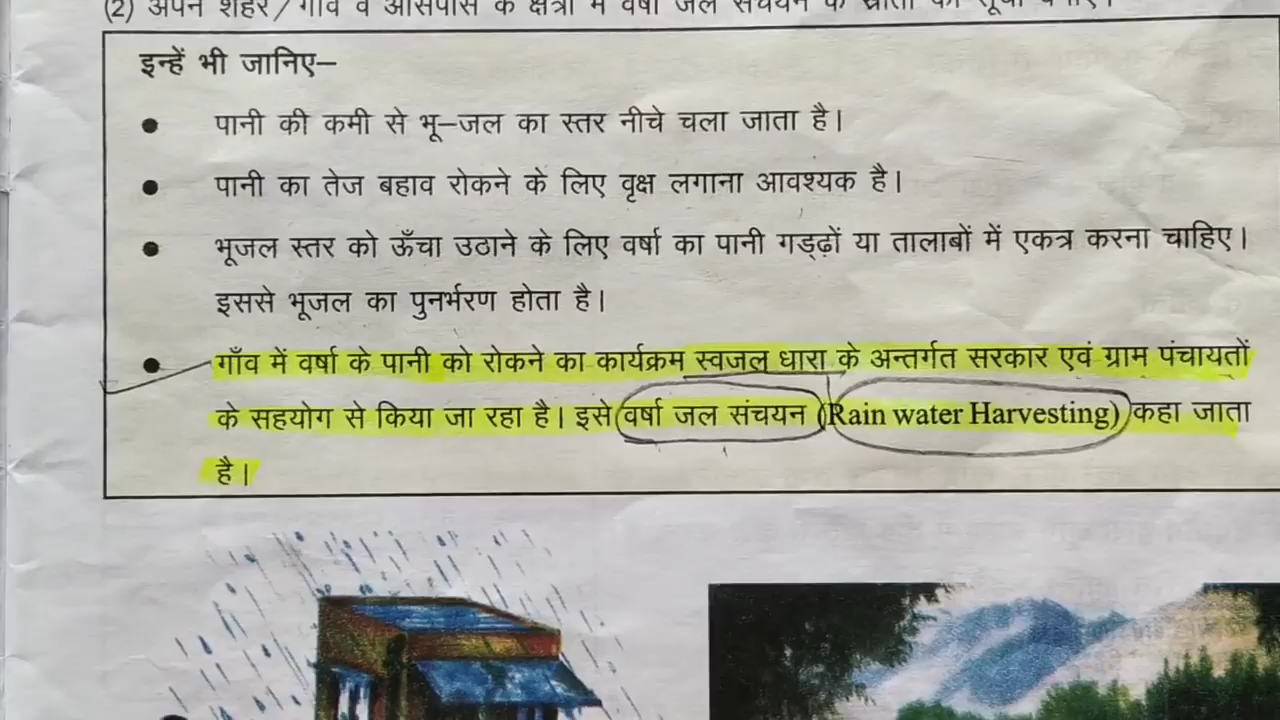 (2) अपने शहर/गाँव व आसपास के क्षेत्रों में वर्षा जल संचयन के स्रोतों की सूची बनाएँ।
इन्हें भी जानिए–
● पानी की कमी से भू–जल का स्तर नीचे चला जाता है।
● पानी का तेज बहाव रोकने के लिए वृक्ष लगाना आवश्यक है।
● भूजल स्तर को ऊँचा उठाने के लिए वर्षा का पानी गड्ढ़ों या तालाबों में एकत्र करना चाहिए।
इससे भूजल का पुनर्भरण होता है।
● गाँव में वर्षा के पानी को रोकने का कार्यक्रम स्वजल धारा के अन्तर्गत सरकार एवं ग्राम पंचायतों
के सहयोग से किया जा रहा है। इसे वर्षा जल संचयन (Rain water Harvesting) कहा जाता
है।